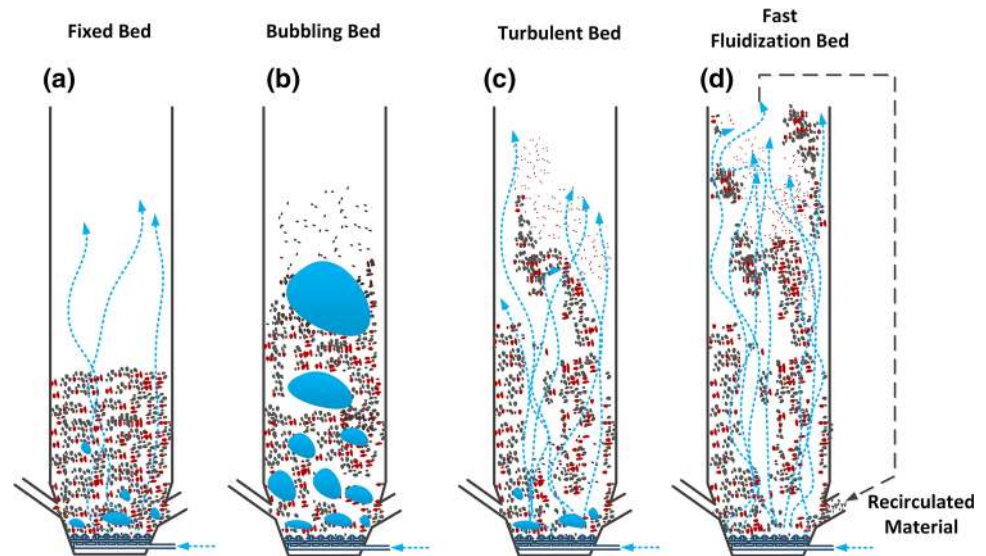 Fixed Bed
Bubbling Bed
Turbulent Bed
Fast
Fluidization Bed
(a)
(b)
(c)
(d)
Recirculated
Material